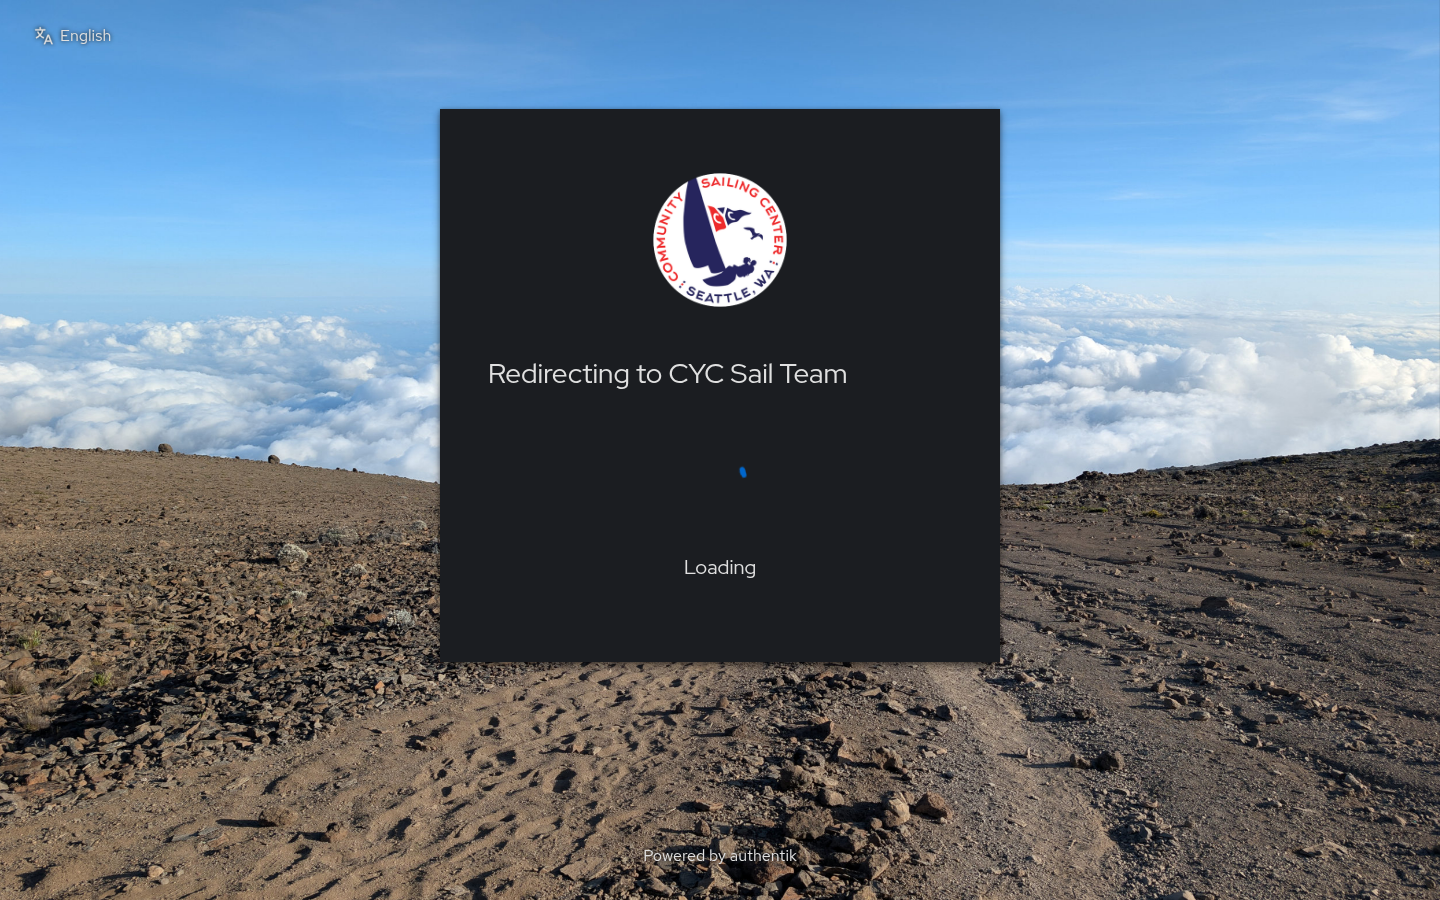 English
COMMUNITY SAILING CENTER
SEATTLE, WA
Redirecting to CYC Sail Team
Loading
Powered by authentik